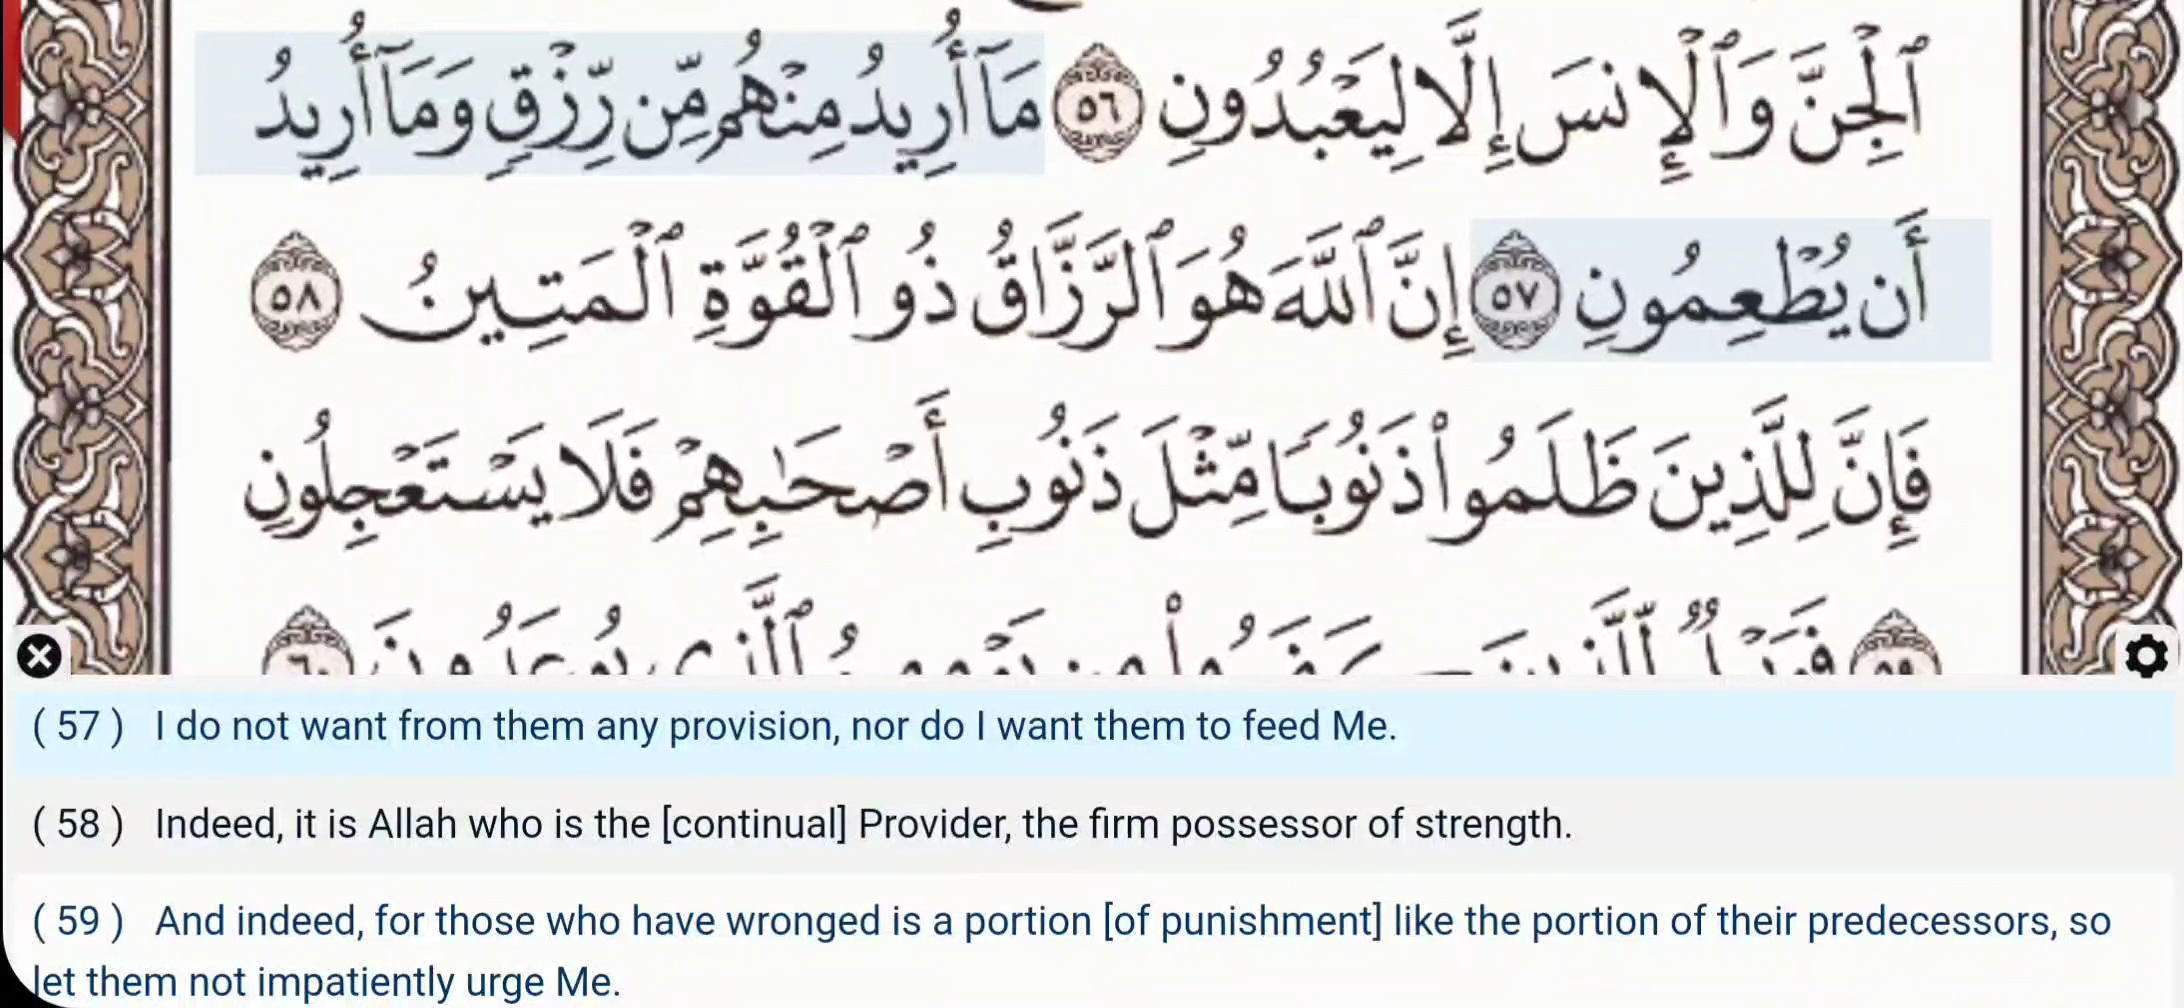 ٱلْجِنَّ وَٱلْإِنسَ إِلَّا لِيَعْبُدُونِ ٥٦ مَآ أُرِيدُ مِنْهُم مِّن رِّزْقٍ وَمَآ أُرِيدُ
أَن يُطْعِمُونِ ٥٧ إِنَّ ٱللَّهَ هُوَ ٱلرَّزَّاقُ ذُو ٱلْقُوَّةِ ٱلْمَتِينُ ٥٨
فَإِنَّ لِلَّذِينَ ظَلَمُوا۟ ذَنُوبًا مِّثْلَ ذَنُوبِ أَصْحَٰبِهِمْ فَلَا يَسْتَعْجِلُونِ
( 57 ) I do not want from them any provision, nor do I want them to feed Me.
( 58 ) Indeed, it is Allah who is the [continual] Provider, the firm possessor of strength.
( 59 ) And indeed, for those who have wronged is a portion [of punishment] like the portion of their predecessors, so
let them not impatiently urge Me.